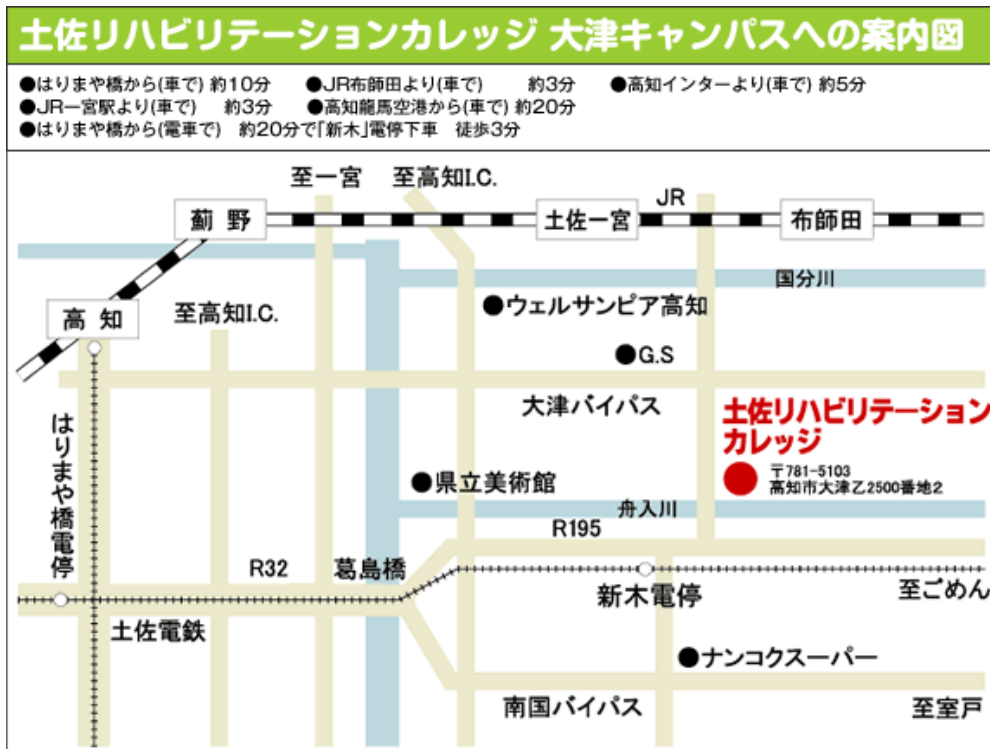 土佐リハビリテーションカレッジ 大津キャンパスへの案内図
●はりまや橋から(車で) 約10分 ●JR布師田より(車で) 約3分 ●高知インターより(車で) 約5分
●JR一宮駅より(車で) 約3分 ●高知龍馬空港から(車で) 約20分
●はりまや橋から(電車で) 約20分で「新木」電停下車 徒歩3分
至一宮 至高知I.C.
JR
薊野 土佐一宮 布師田
国分川
高知 至高知I.C. ●ウェルサンピア高知
●G.S
大津バイパス
土佐リハビリテーション
カレッジ
〒781-5103
高知市大津乙2500番地2
はりまや橋電停
●県立美術館
舟入川
R195
R32 葛島橋
新木電停 至ごめん
土佐電鉄
●ナンコクスーパー
南国バイパス 至室戸